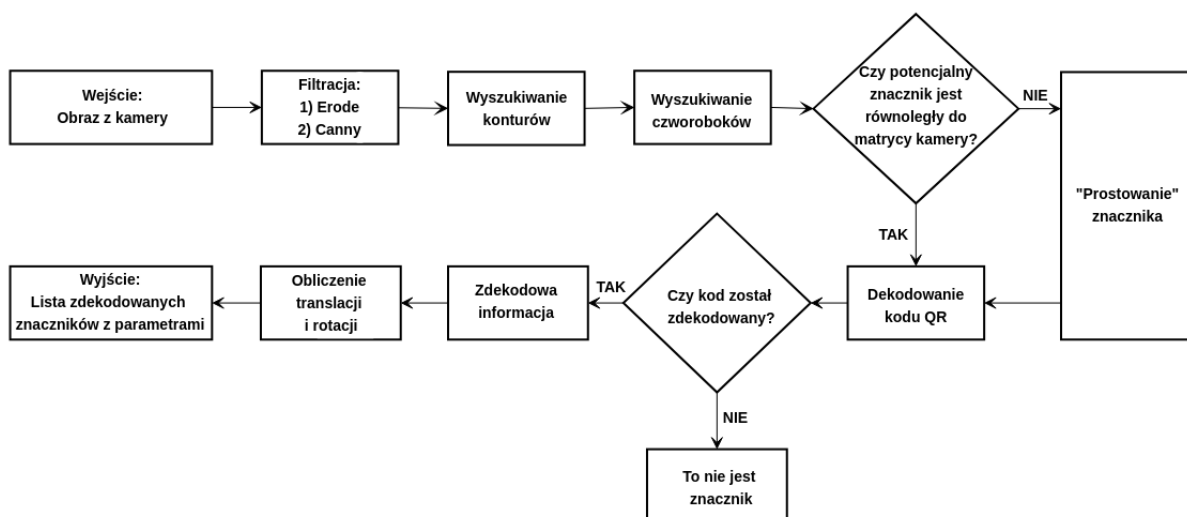 Wejście:
Obraz z kamery
Filtracja:
1) Erode
2) Canny
Wyszukiwanie
konturów
Wyszukiwanie
czworoboków
Czy potencjalny
znacznik jest
równoległy do
matrycy kamery?
NIE
"Prostowanie"
znacznika
TAK
Dekodowanie
kodu QR
Czy kod został
zdekodowany?
TAK
Zdekodowa
informacja
Obliczenie
translacji
i rotacji
Wyjście:
Lista zdekodowanych
znaczników z parametrami
NIE
To nie jest
znacznik